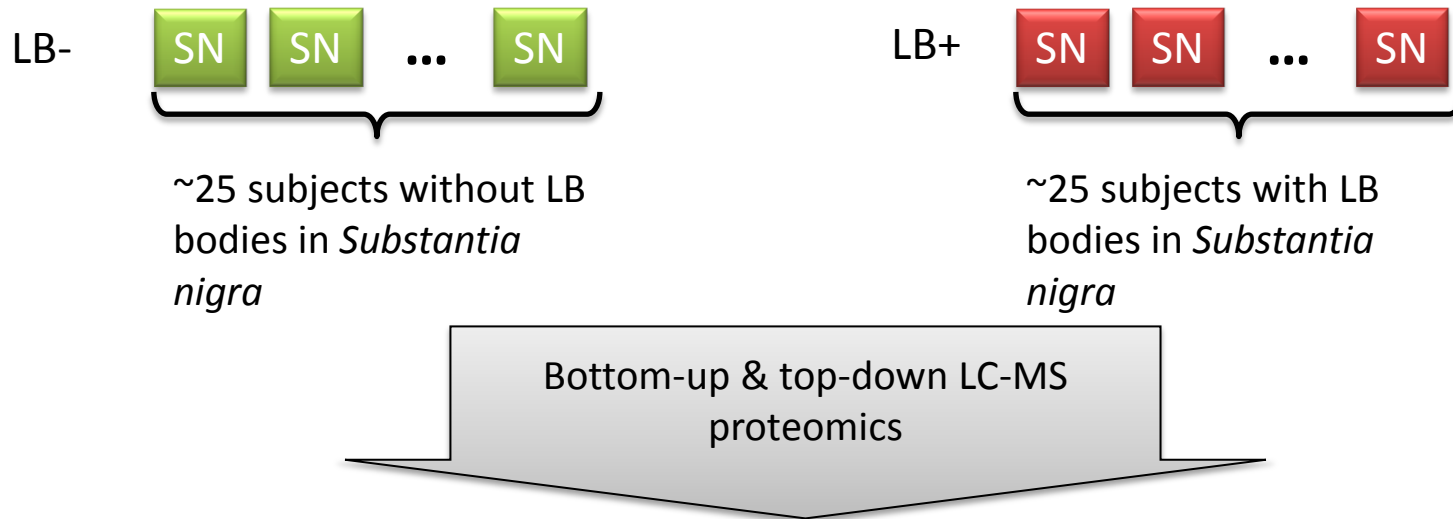 LB- SN SN ... SN LB+ SN SN ... SN
~25 subjects without LB
bodies in Substantia
nigra
~25 subjects with LB
bodies in Substantia
nigra
Bottom-up & top-down LC-MS
proteomics